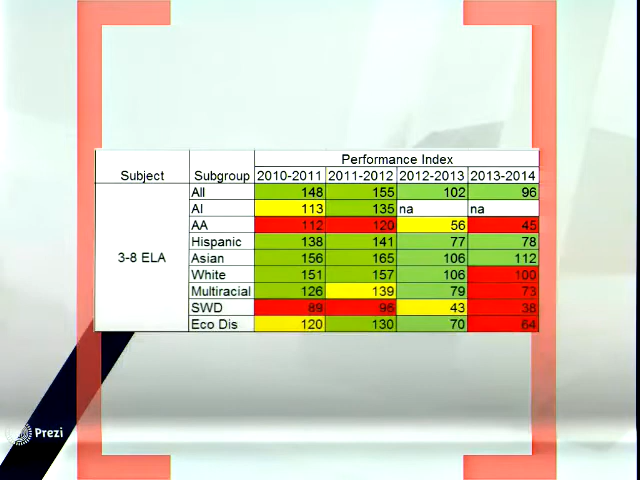 Performance Index
Subject Subgroup 2010-2011 2011-2012 2012-2013 2013-2014
All 148 155 102 96
AI 113 135 na na
AA 112 120 56 45
Hispanic 138 141 77 78
3-8 ELA Asian 156 165 106 112
White 151 157 106 100
Multiracial 126 139 79 73
SWD 89 96 43 38
Eco Dis 120 130 70 64
Prezi